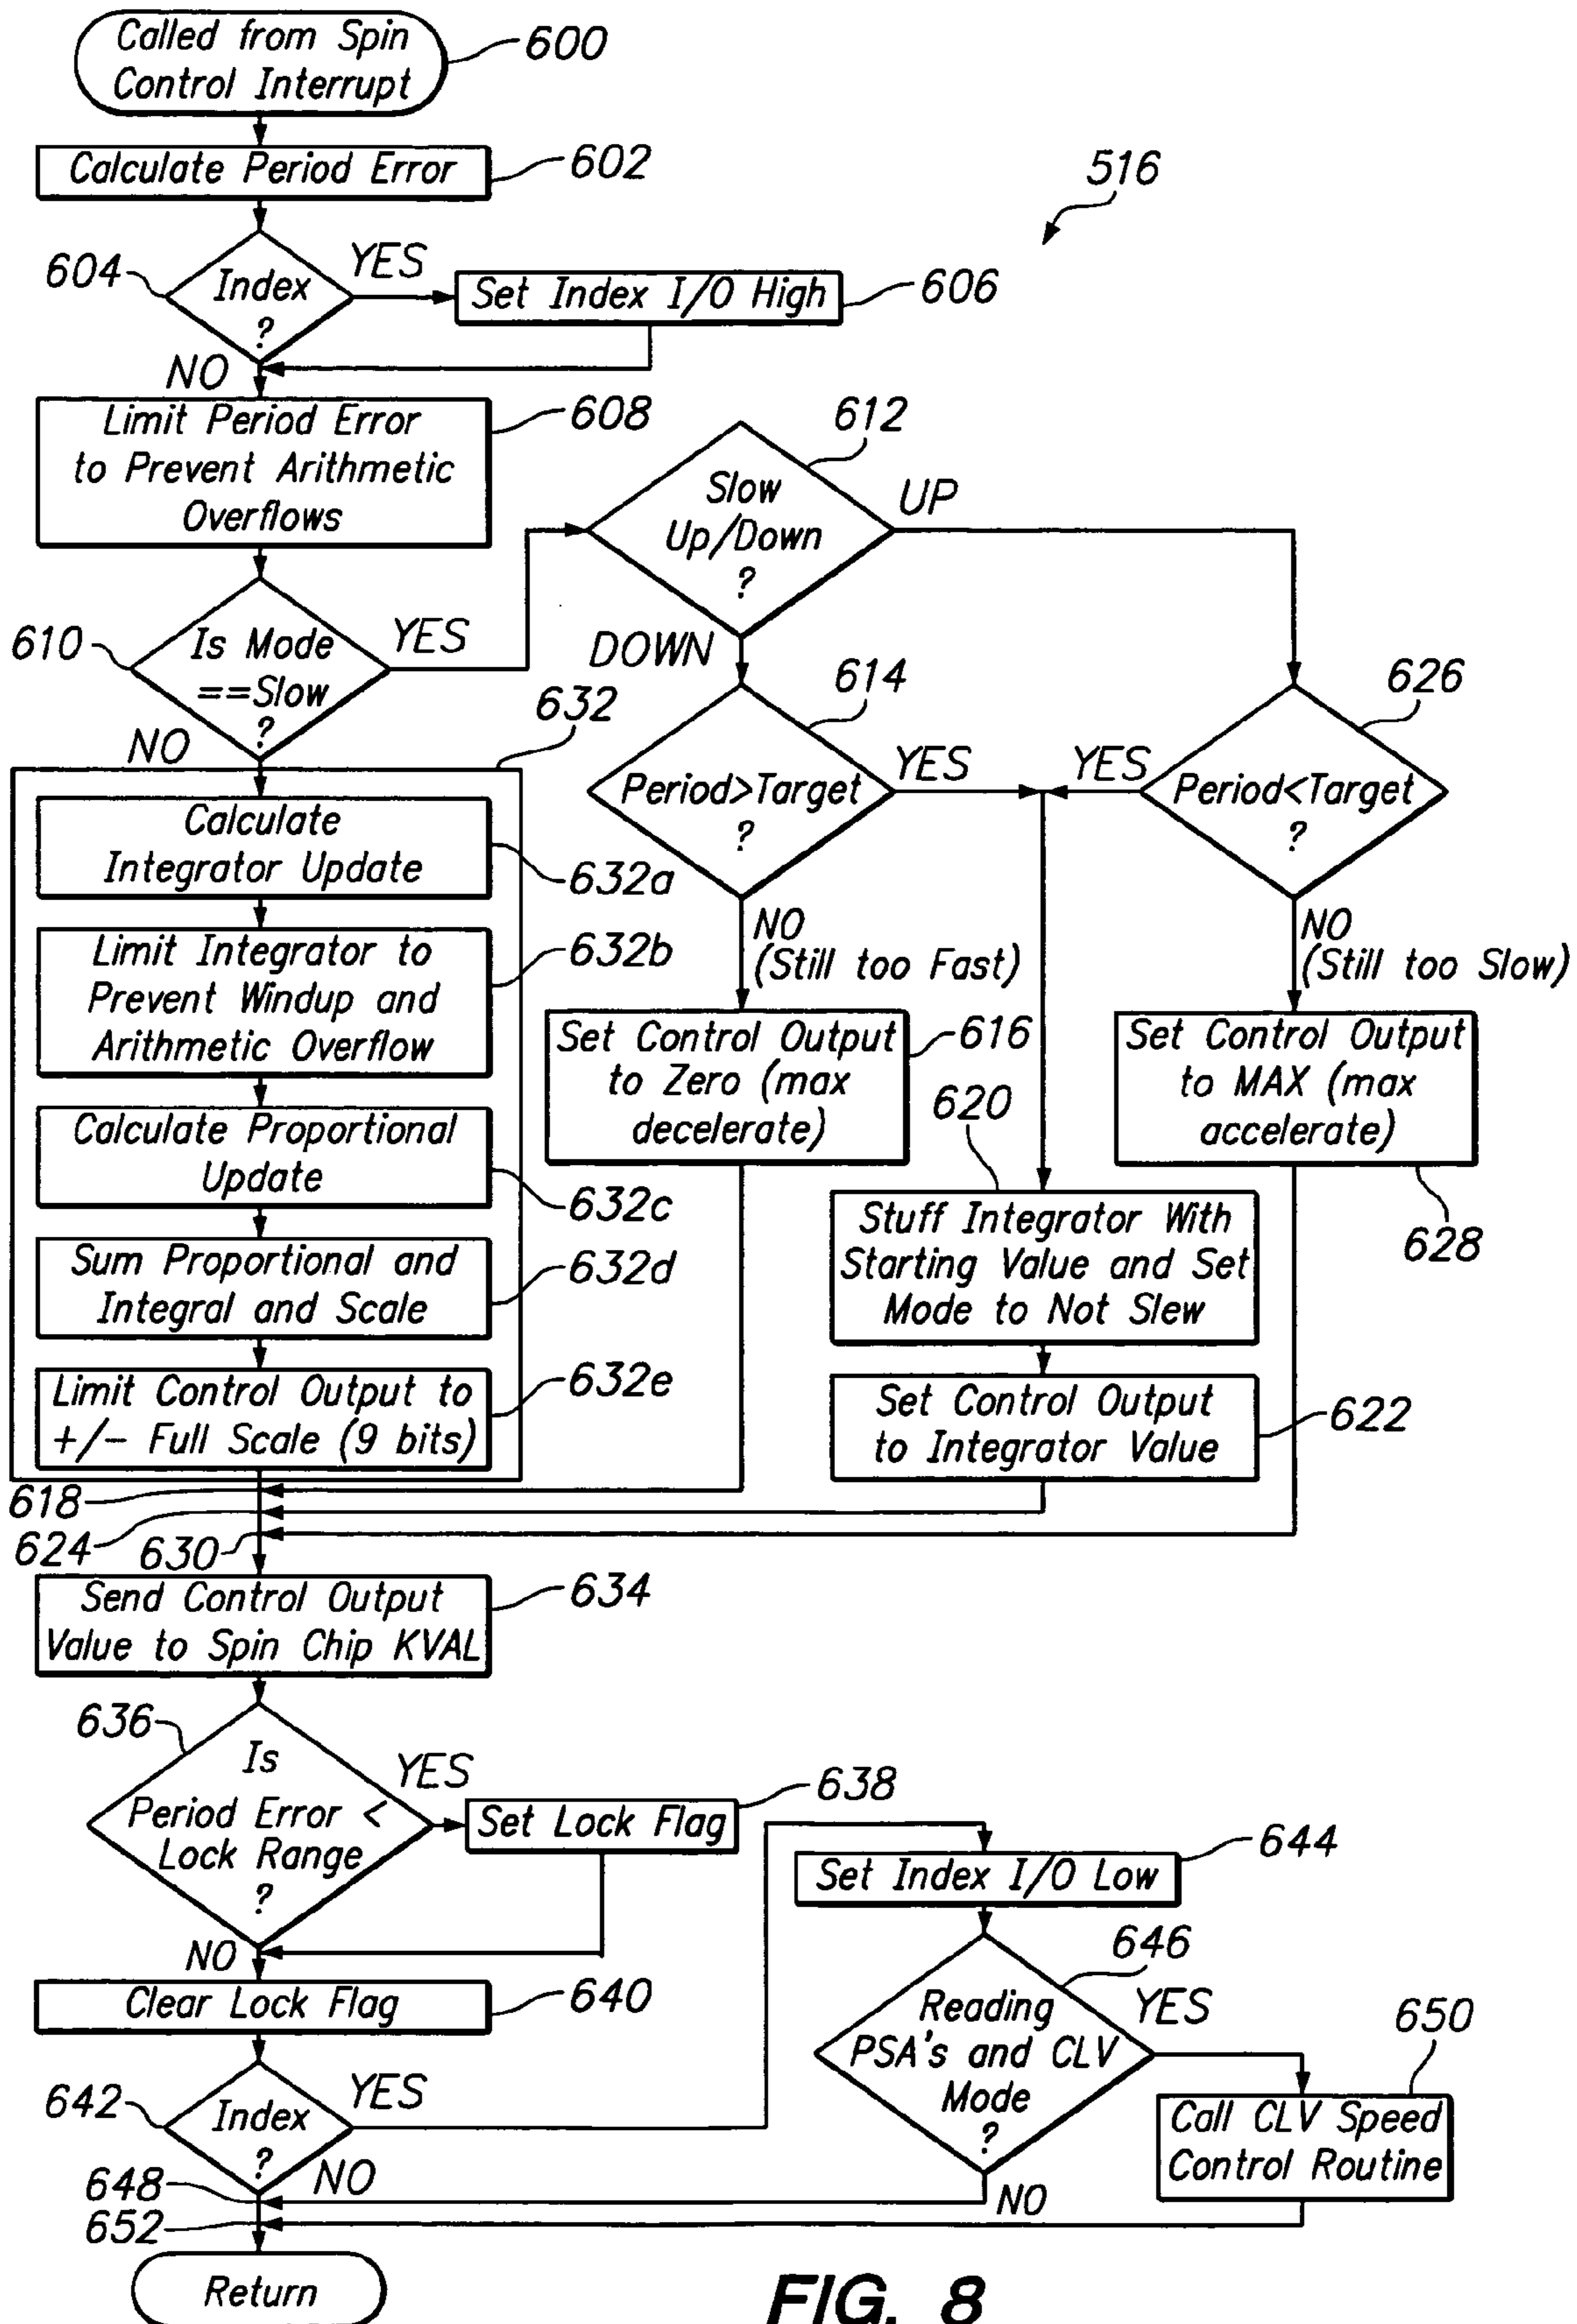 Called from Spin
Control Interrupt
600
Calculate Period Error
602
516
604
Index
?
YES
Set Index I/O High
606
NO
Limit Period Error
to Prevent Arithmetic
Overflows
608
612
Slow
Up/Down
?
UP
DOWN
610
Is Mode
==Slow
?
YES
NO
632
614
Period>Target
?
YES
626
Period<Target
?
YES
Calculate
Integrator Update
632a
Limit Integrator to
Prevent Windup and
Arithmetic Overflow
632b
Calculate Proportional
Update
632c
Sum Proportional and
Integral and Scale
632d
Limit Control Output to
+/− Full Scale (9 bits)
632e
NO
(Still too Fast)
Set Control Output
to Zero (max
decelerate)
616
NO
(Still too Slow)
Set Control Output
to MAX (max
accelerate)
628
620
Stuff Integrator With
Starting Value and Set
Mode to Not Slew
Set Control Output
to Integrator Value
622
618
624
630
Send Control Output
Value to Spin Chip KVAL
634
636
Is
Period Error <
Lock Range
?
YES
Set Lock Flag
638
NO
Clear Lock Flag
640
642
Index
?
YES
NO
Set Index I/O Low
644
646
Reading
PSA's and CLV
Mode
?
YES
NO
650
Call CLV Speed
Control Routine
648
652
Return
FIG. 8